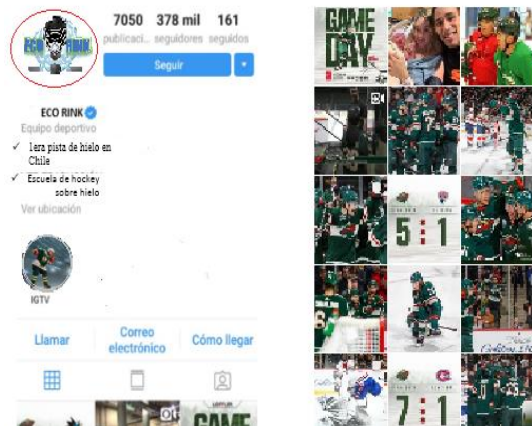 7050 378 mil 161
publicaci... seguidores seguidos
Seguir
ECO RINK
ECO RINK
Equipo deportivo
✓ 1era pista de hielo en
Chile
✓ Escuela de hockey
sobre hielo
Ver ubicación
IGTV
Llamar
Correo
electrónico
Cómo llegar
GAME
GAME
DAY
5 : 1
7 : 1